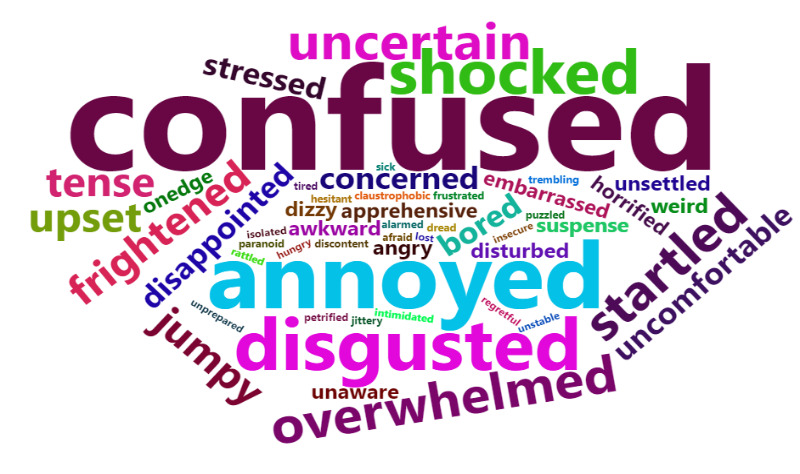 uncertain
stressed
shocked
confused
sick
tense
onedge
concerned
tired
trembling
unsettled
hesitant
claustrophobic
frustrated
embarrassed
horrified
upset
frightened
disappointed
dizzy
apprehensive
weird
isolated
awkward
alarmed
dread
bored
puzzled
suspense
insecure
paranoid
discontent
afraid
lost
angry
rattled
hungry
disturbed
startled
uncomfortable
annoyed
unprepared
petrified
jittery
intimidated
regretful
unstable
jumpy
disgusted
unaware
overwhelmed